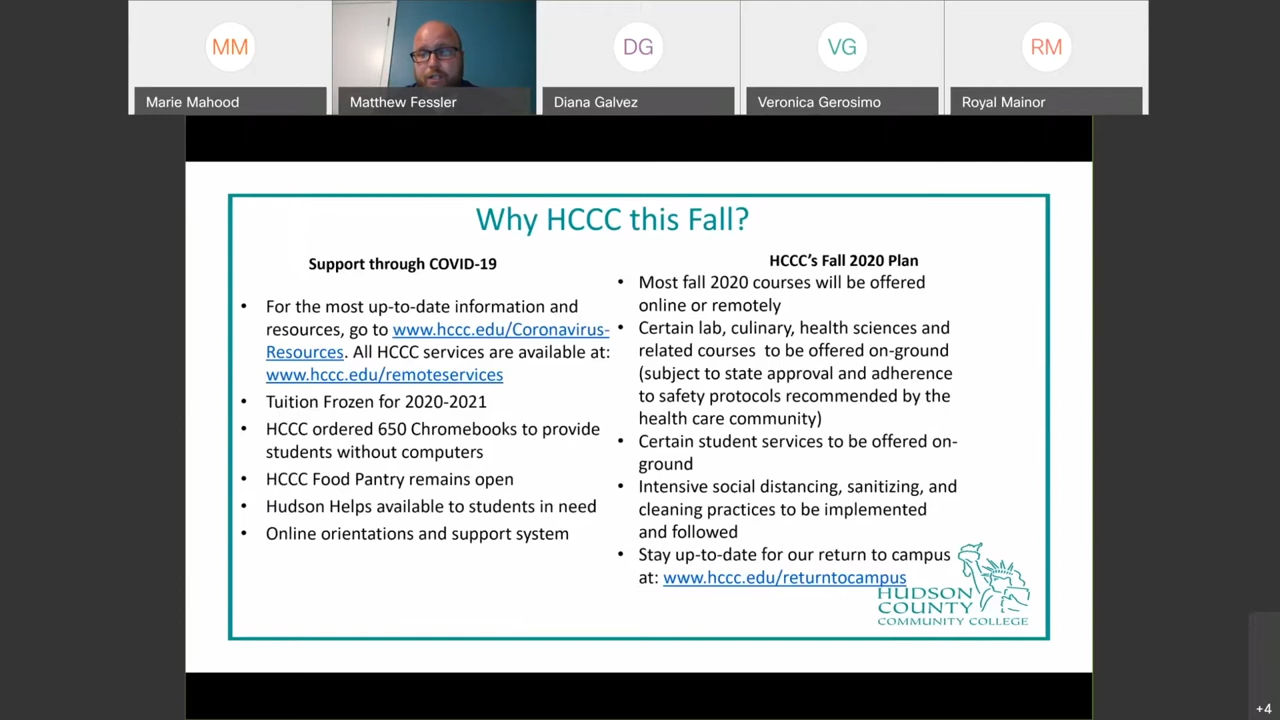 MM
DG
VG
RM
Marie Mahood
Matthew Fessler
Diana Galvez
Veronica Gerosimo
Royal Mainor
Why HCCC this Fall?
Support through COVID-19
• For the most up-to-date information and
resources, go to www.hccc.edu/Coronavirus-
Resources. All HCCC services are available at:
www.hccc.edu/remoteservices
• Tuition Frozen for 2020-2021
• HCCC ordered 650 Chromebooks to provide
students without computers
• HCCC Food Pantry remains open
• Hudson Helps available to students in need
• Online orientations and support system
HCCC's Fall 2020 Plan
• Most fall 2020 courses will be offered
online or remotely
• Certain lab, culinary, health sciences and
related courses  to be offered on-ground
(subject to state approval and adherence
to safety protocols recommended by the
health care community)
• Certain student services to be offered on-
ground
• Intensive social distancing, sanitizing, and
cleaning practices to be implemented
and followed
• Stay up-to-date for our return to campus
at: www.hccc.edu/returntocampus
HUDSON
COUNTY
COMMUNITY COLLEGE
+4